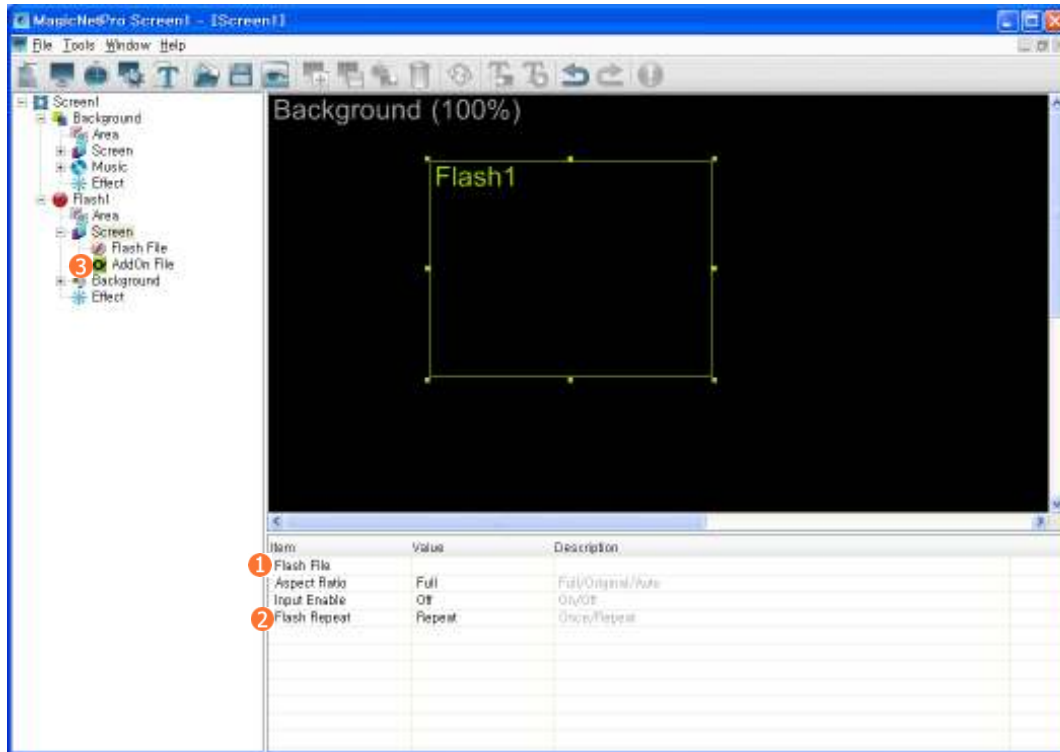 MagicNetPro Screen1 - [Screen1]
File Tools Window Help
Screen1
Background
Area
Screen
Music
Effect
Flash1
Area
Screen
Flash File
3 AddOn File
Background
Effect
Background (100%)
Flash1
Item Value Description
1 Flash File
Aspect Ratio Full Full/Original/Auto
Input Enable Off On/Off
2 Flash Repeat Repeat Once/Repeat